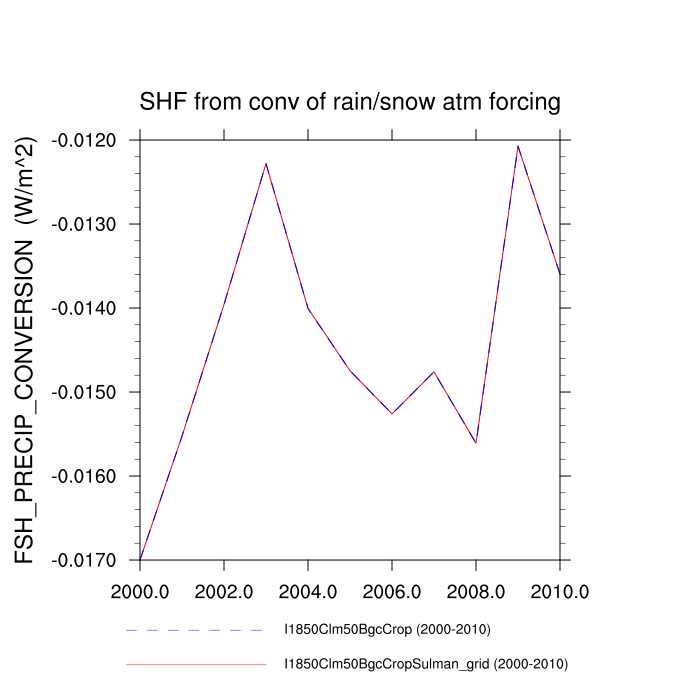 SHF from conv of rain/snow atm forcing
FSH_PRECIP_CONVERSION (W/m^2)
-0.0120
-0.0130
-0.0140
-0.0150
-0.0160
-0.0170
2000.0 2002.0 2004.0 2006.0 2008.0 2010.0
I1850Clm50BgcCrop (2000-2010)
I1850Clm50BgcCropSulman_grid (2000-2010)